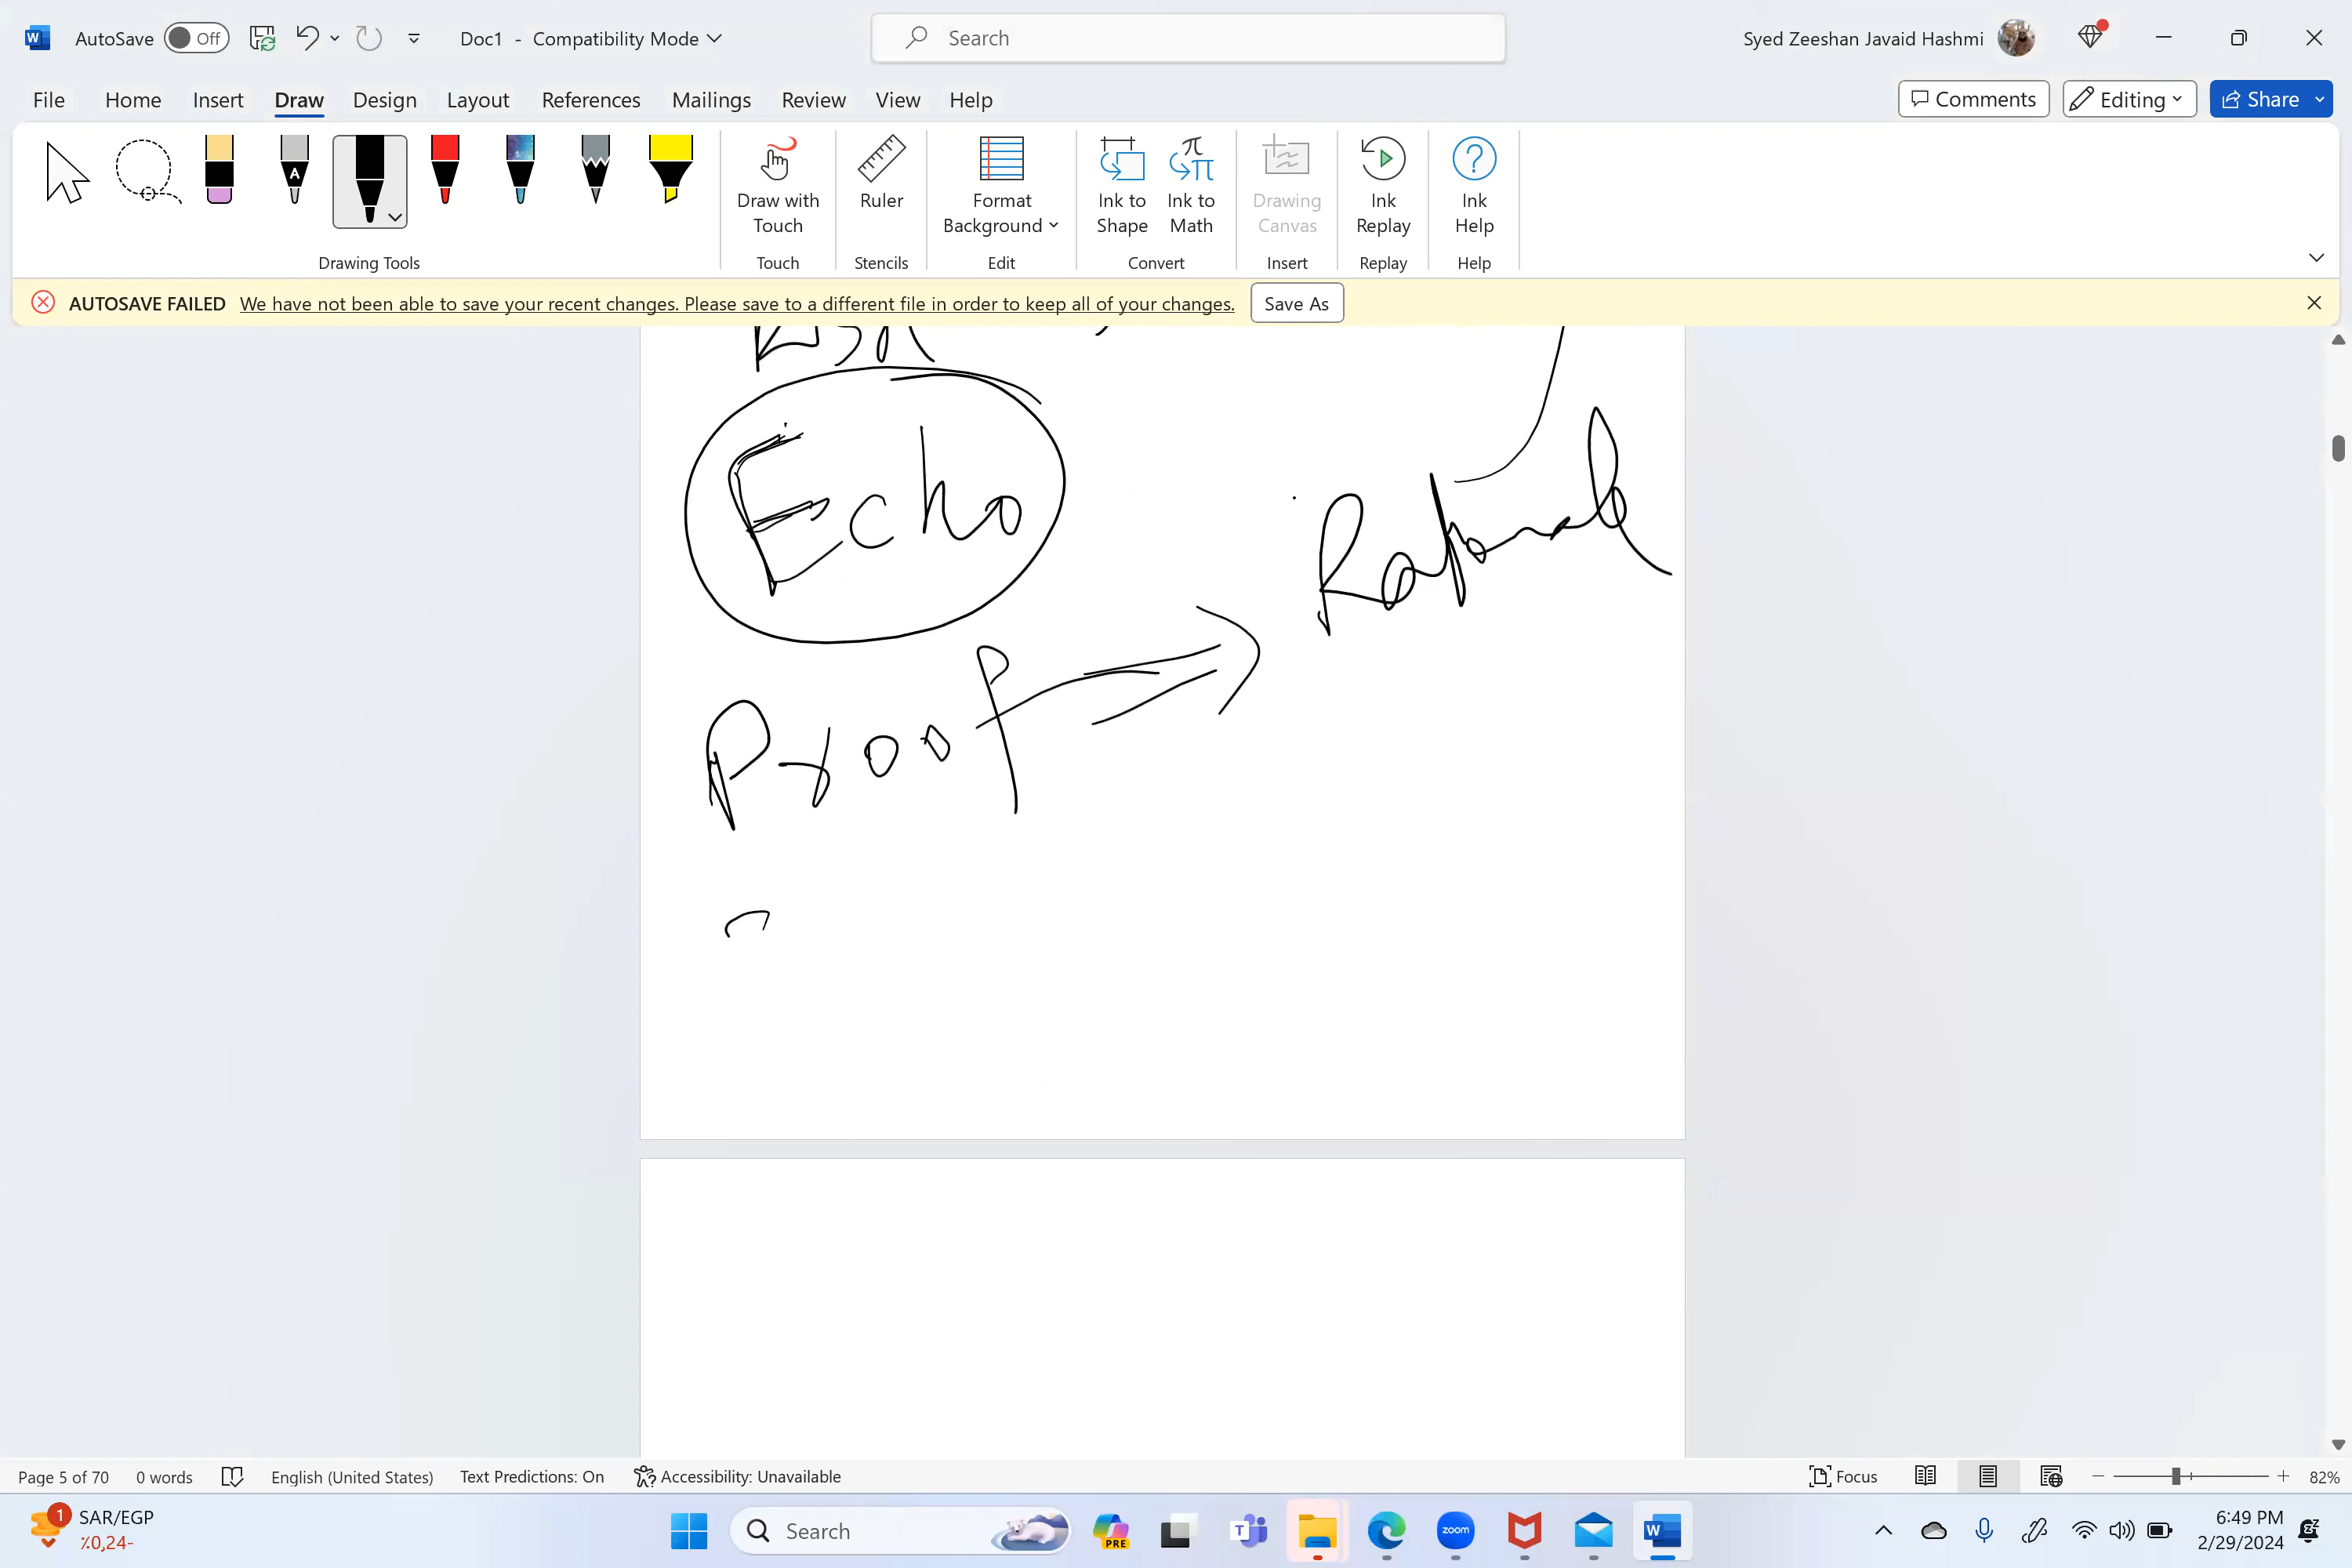 AutoSave Off Doc1 - Compatibility Mode Search Syed Zeeshan Javaid Hashmi
File Home Insert Draw Design Layout References Mailings Review View Help Comments Editing Share
A
Draw with Touch Ruler Format Background Ink to Shape Ink to Math Drawing Canvas Ink Replay Ink Help
Drawing Tools Touch Stencils Edit Convert Insert Replay Help
AUTOSAVE FAILED We have not been able to save your recent changes. Please save to a different file in order to keep all of your changes. Save As
Echo
Proof
Page 5 of 70 0 words English (United States) Text Predictions: On Accessibility: Unavailable Focus 82%
1 SAR/EGP Search PRE zoom 6:49 PM
٪0,24- 2/29/2024